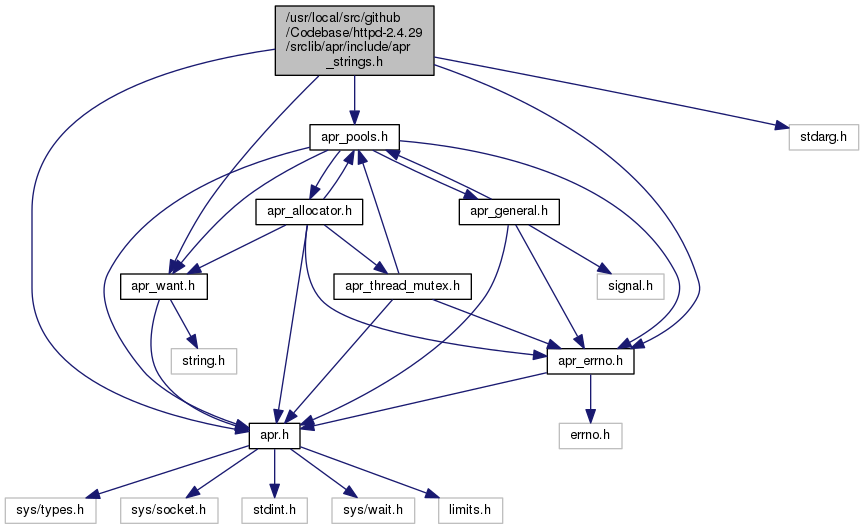 /usr/local/src/github
/Codebase/httpd-2.4.29
/srclib/apr/include/apr
_strings.h
apr_pools.h
stdarg.h
apr_allocator.h
apr_general.h
apr_want.h
apr_thread_mutex.h
signal.h
string.h
apr_errno.h
apr.h
errno.h
sys/types.h
sys/socket.h
stdint.h
sys/wait.h
limits.h